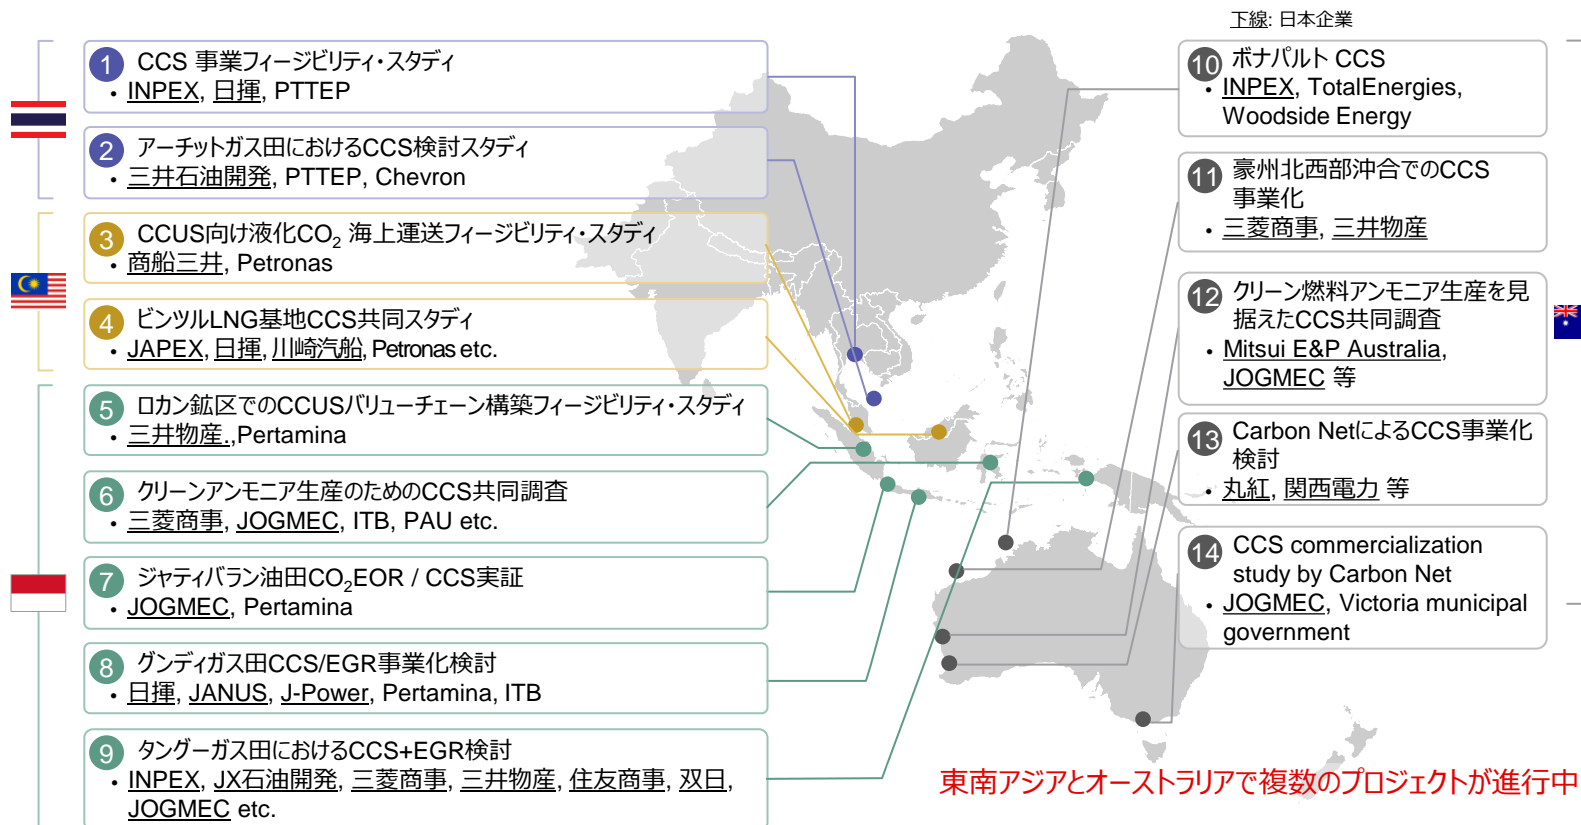 下線: 日本企業
1 CCS 事業フィージビリティ・スタディ
• INPEX, 日揮, PTTEP
2 アーチットガス田におけるCCS検討スタディ
• 三井石油開発, PTTEP, Chevron
3 CCUS向け液化CO₂ 海上運送フィージビリティ・スタディ
• 商船三井, Petronas
4 ビンツルLNG基地CCS共同スタディ
• JAPEX, 日揮, 川崎汽船, Petronas etc.
5 ロカン鉱区でのCCUSバリューチェーン構築フィージビリティ・スタディ
• 三井物産.,Pertamina
6 クリーンアンモニア生産のためのCCS共同調査
• 三菱商事, JOGMEC, ITB, PAU etc.
7 ジャティバラン油田CO₂EOR / CCS実証
• JOGMEC, Pertamina
8 グンディガス田CCS/EGR事業化検討
• 日揮, JANUS, J-Power, Pertamina, ITB
9 タングーガス田におけるCCS+EGR検討
• INPEX, JX石油開発, 三菱商事, 三井物産, 住友商事, 双日,
JOGMEC etc.
10 ボナパルト CCS
• INPEX, TotalEnergies,
Woodside Energy
11 豪州北西部沖合でのCCS
事業化
• 三菱商事, 三井物産
12 クリーン燃料アンモニア生産を見
据えたCCS共同調査
• Mitsui E&P Australia,
JOGMEC 等
13 Carbon NetによるCCS事業化
検討
• 丸紅, 関西電力 等
14 CCS commercialization
study by Carbon Net
• JOGMEC, Victoria municipal
government
東南アジアとオーストラリアで複数のプロジェクトが進行中